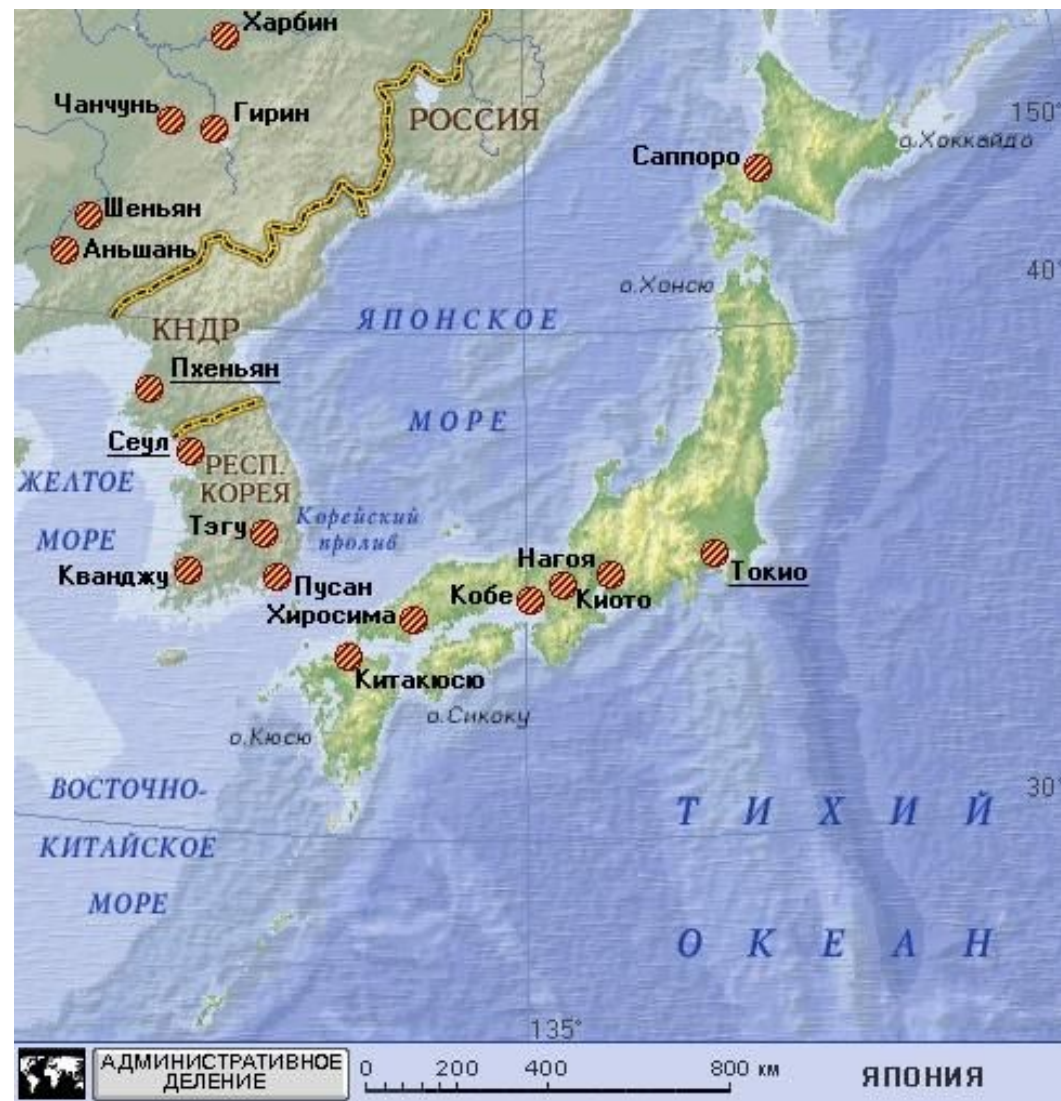 Харбин
Чанчунь
Гирин
РОССИЯ
150°
о.Хоккайдо
Саппоро
Шеньян
Аньшань
40°
о.Хонсю
ЯПОНСКОЕ
МОРЕ
КНДР
Пхеньян
Сеул
РЕСП.
КОРЕЯ
ЖЕЛТОЕ
МОРЕ
Тэгу
Корейский
пролив
Кванджу
Пусан
Хиросима
Нагоя
Кобе
Киото
Токио
Китакюсю
о.Сикоку
о.Кюсю
ВОСТОЧНО-
КИТАЙСКОЕ
МОРЕ
30°
ТИХИЙ
ОКЕАН
135°
АДМИНИСТРАТИВНОЕ
ДЕЛЕНИЕ
0 200 400 800 км
ЯПОНИЯ